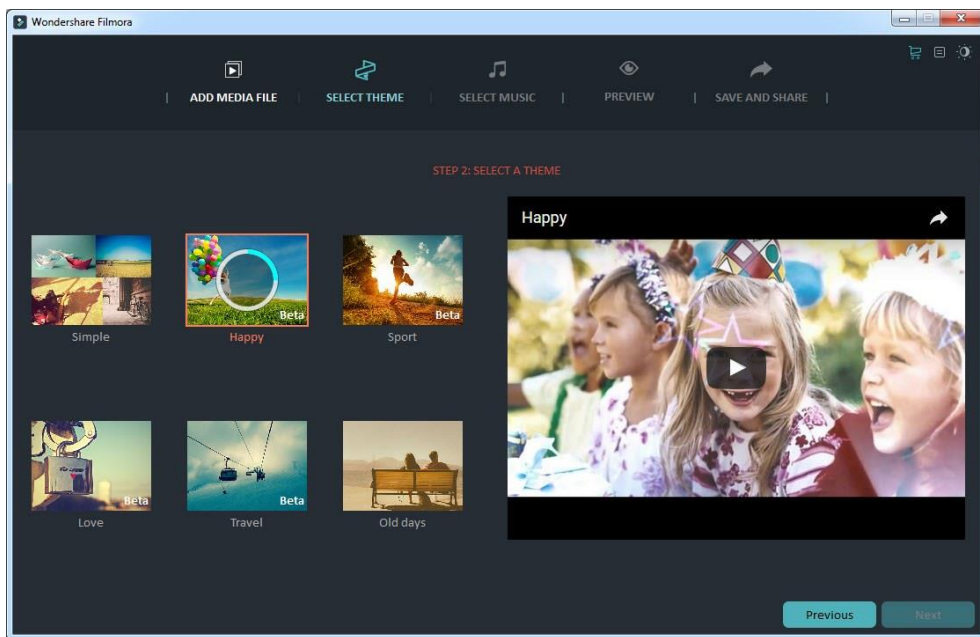 Wondershare Filmora
ADD MEDIA FILE | SELECT THEME | SELECT MUSIC | PREVIEW | SAVE AND SHARE |
STEP 2: SELECT A THEME
Happy
Beta
Beta
Simple
Happy
Sport
Beta
Beta
Love
Travel
Old days
Previous
Next